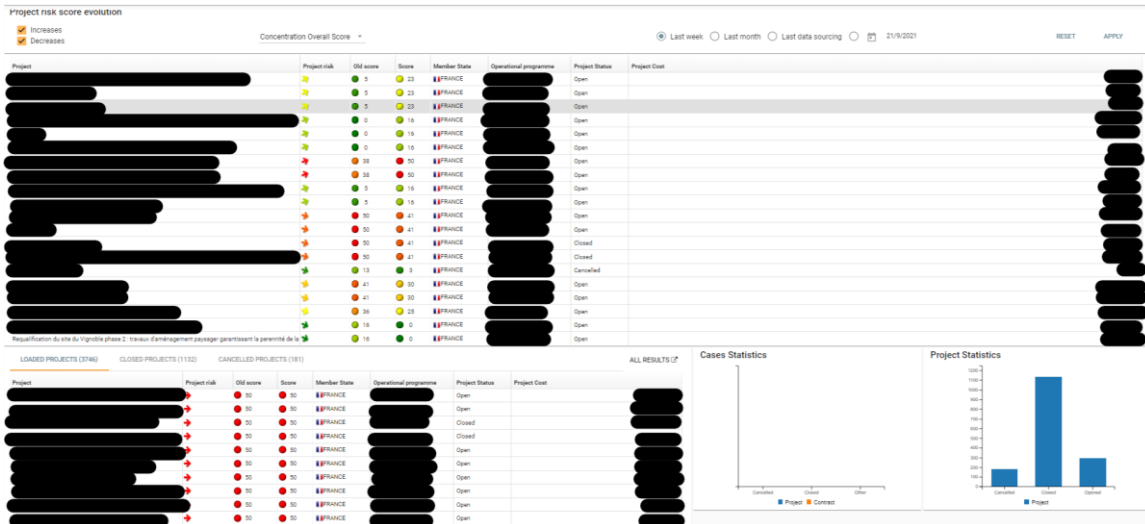 Project risk score evolution
Increases
Decreases
Concentration Overall Score
Last week Last month Last data sourcing 21/9/2021 RESET APPLY
Project Project risk Old score Score Member State Operational programme Project Status Project Cost
5 23 FRANCE Open
5 23 FRANCE Open
5 23 FRANCE Open
0 16 FRANCE Open
0 16 FRANCE Open
0 16 FRANCE Open
38 50 FRANCE Open
38 50 FRANCE Open
5 16 FRANCE Open
5 16 FRANCE Open
50 41 FRANCE Open
50 41 FRANCE Open
50 41 FRANCE Closed
50 41 FRANCE Closed
13 FRANCE Cancelled
41 30 FRANCE Open
41 30 FRANCE Open
36 25 FRANCE Open
16 0 FRANCE Open
Requalification du site du Vignoble phase 2 : travaux d'aménagement paysager garantissant la perennité de la 16 0 FRANCE Open
LOADED PROJECTS (3746) CLOSED PROJECTS (1132) CANCELLED PROJECTS (181) ALL RESULTS
Project Project risk Old score Score Member State Operational programme Project Status Project Cost
50 50 FRANCE Open
50 50 FRANCE Open
50 50 FRANCE Closed
50 50 FRANCE Closed
50 50 FRANCE Open
50 50 FRANCE Open
50 50 FRANCE Open
50 50 FRANCE Open
50 50 FRANCE Open
50 50 FRANCE Open
Cases Statistics
Cancelled Closed Other
Project Contract
Project Statistics
1200
1100
1000
900
800
700
600
500
400
300
200
100
0
Cancelled Closed Opened
Project